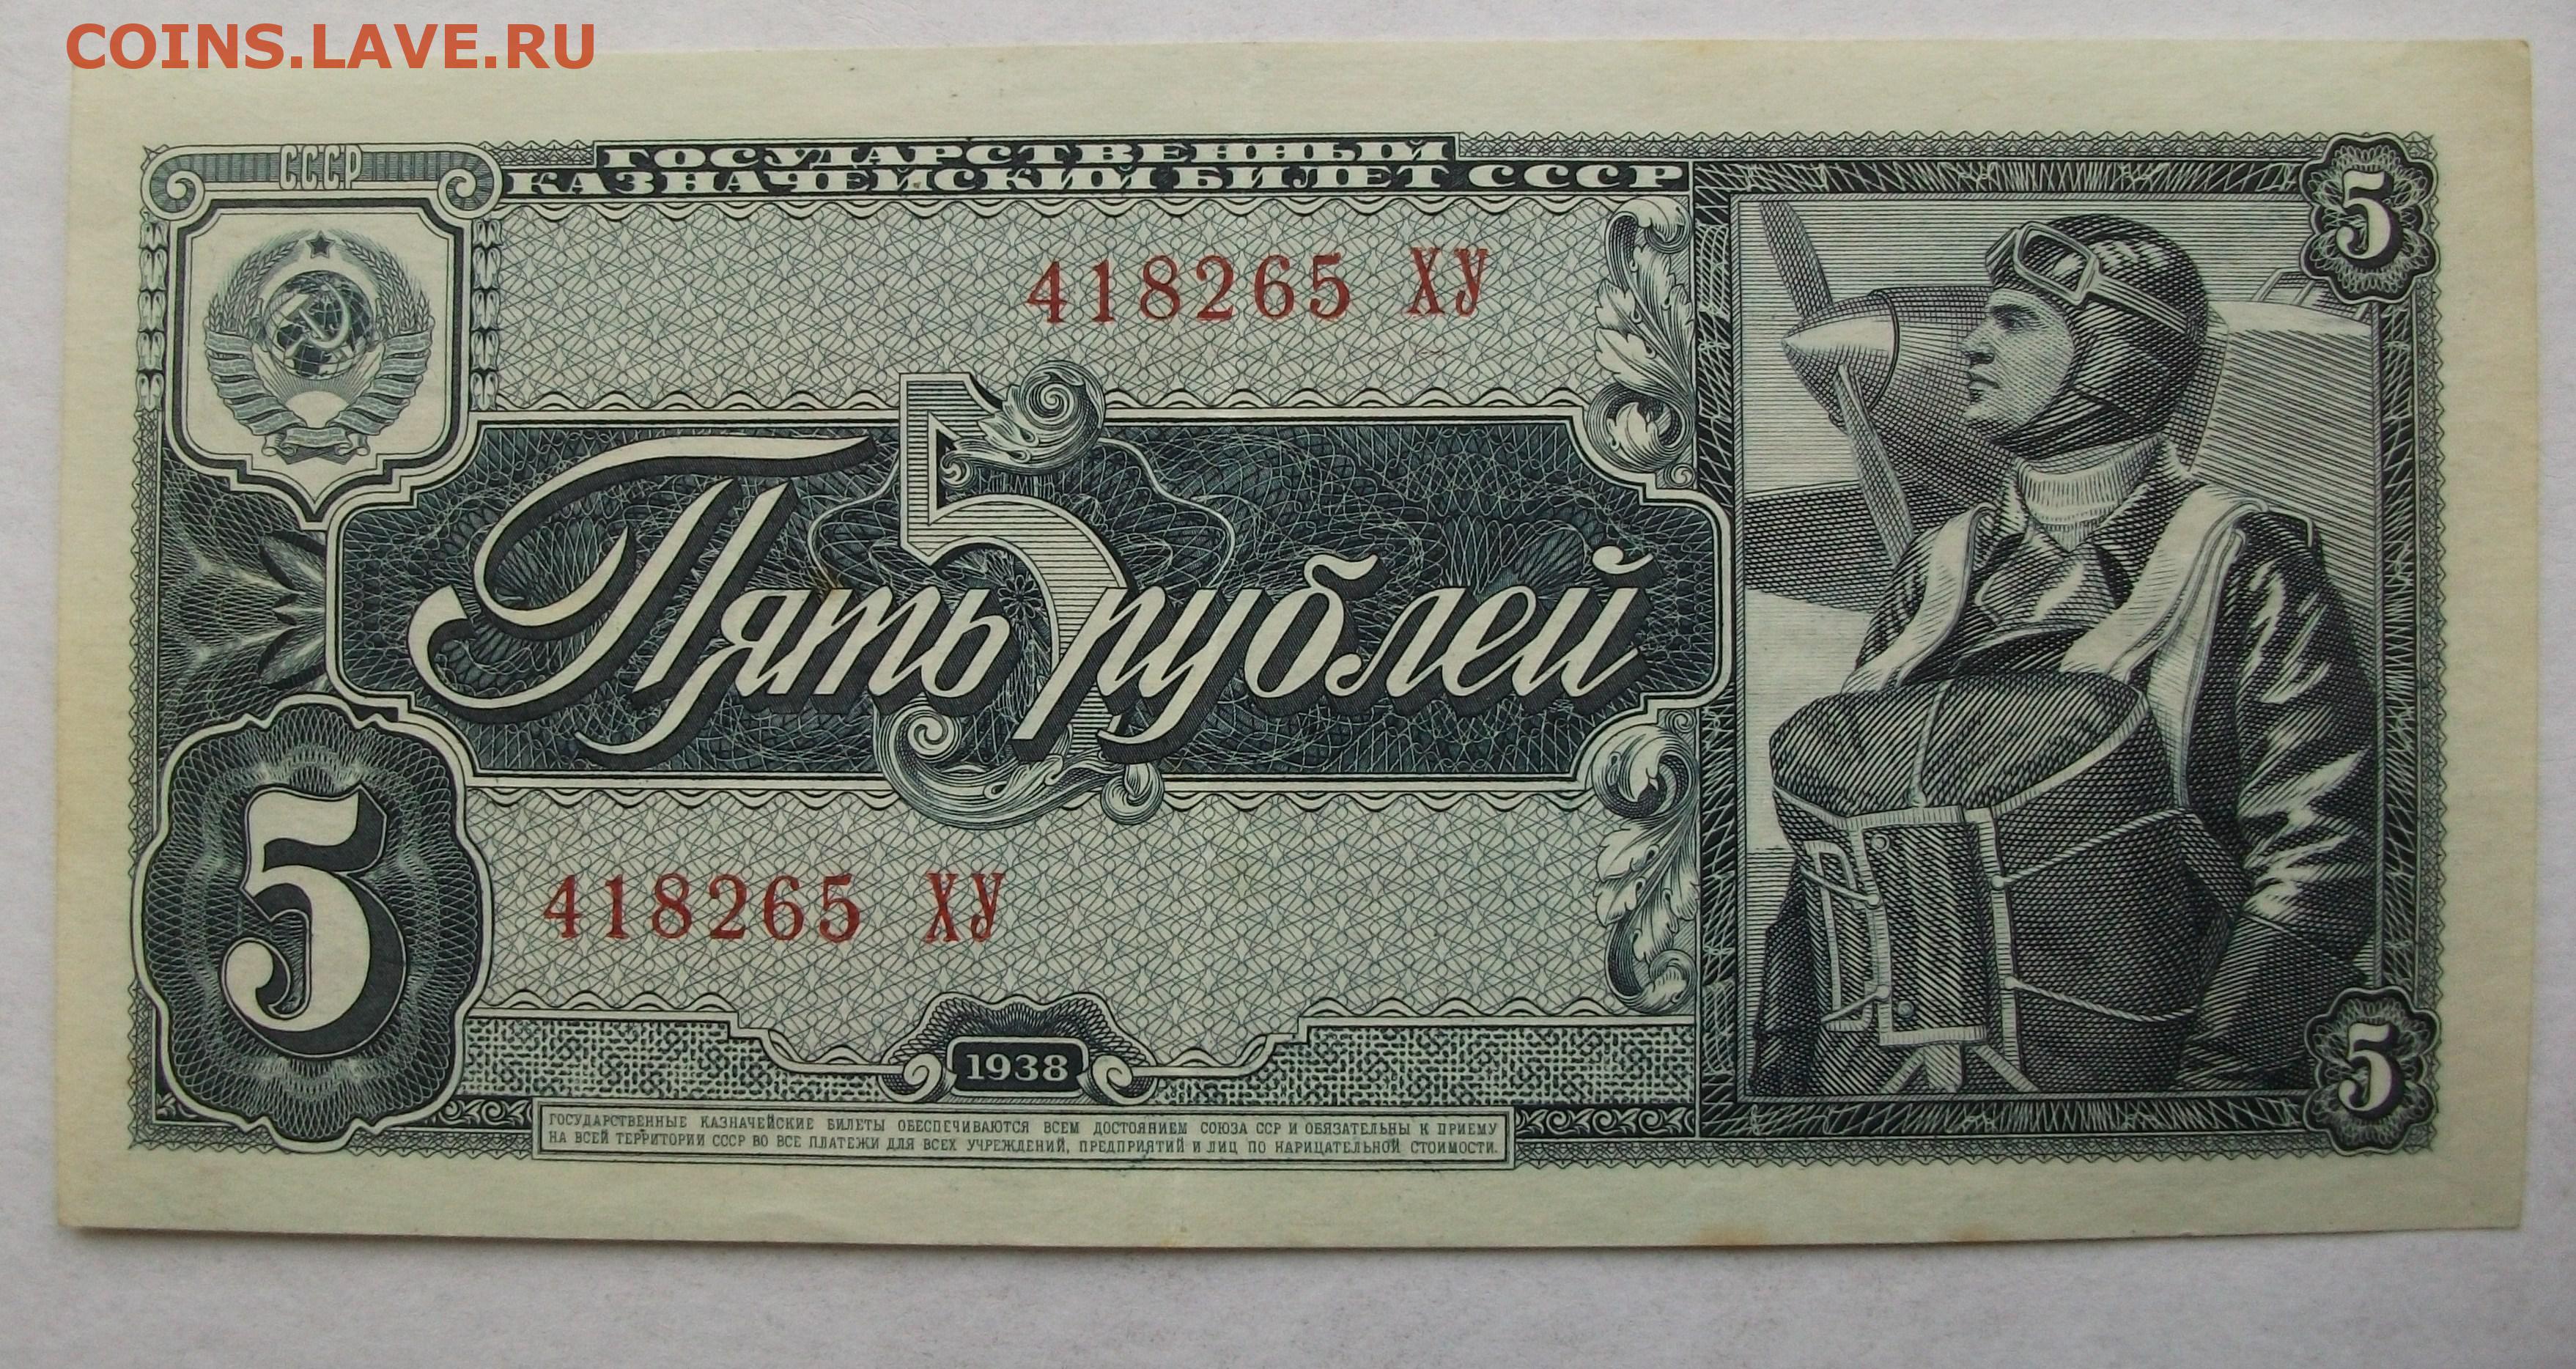 COINS.LAVE.RU
СССР
ГОСУДАРСТВЕННЫЙ
КАЗНАЧЕЙСКИЙ БИЛЕТ СССР
5
418265 ХУ
5
Пять рублей
5
418265 ХУ
1938
5
ГОСУДАРСТВЕННЫЕ КАЗНАЧЕЙСКИЕ БИЛЕТЫ ОБЕСПЕЧИВАЮТСЯ ВСЕМ ДОСТОЯНИЕМ СОЮЗА ССР И ОБЯЗАТЕЛЬНЫ К ПРИЕМУ
НА ВСЕЙ ТЕРРИТОРИИ СССР ВО ВСЕ ПЛАТЕЖИ ДЛЯ ВСЕХ УЧРЕЖДЕНИЙ, ПРЕДПРИЯТИЙ И ЛИЦ ПО НАРИЦАТЕЛЬНОЙ СТОИМОСТИ.